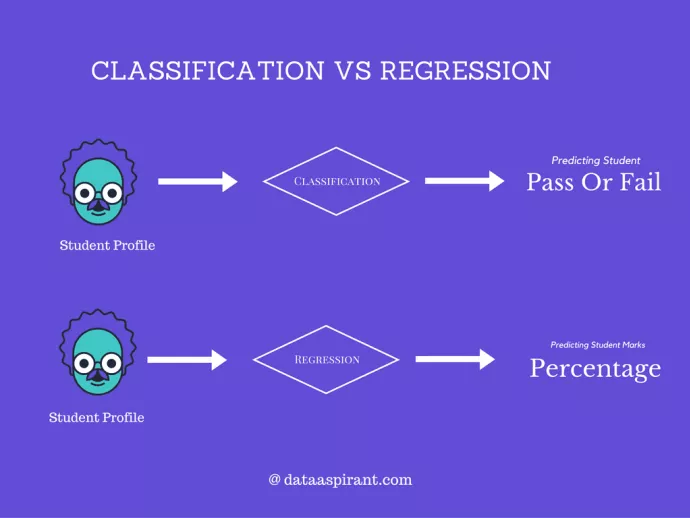 CLASSIFICATION VS REGRESSION
Predicting Student
Classification
Pass Or Fail
Student Profile
Predicting Student Marks
Regression
Percentage
Student Profile
@ dataaspirant.com